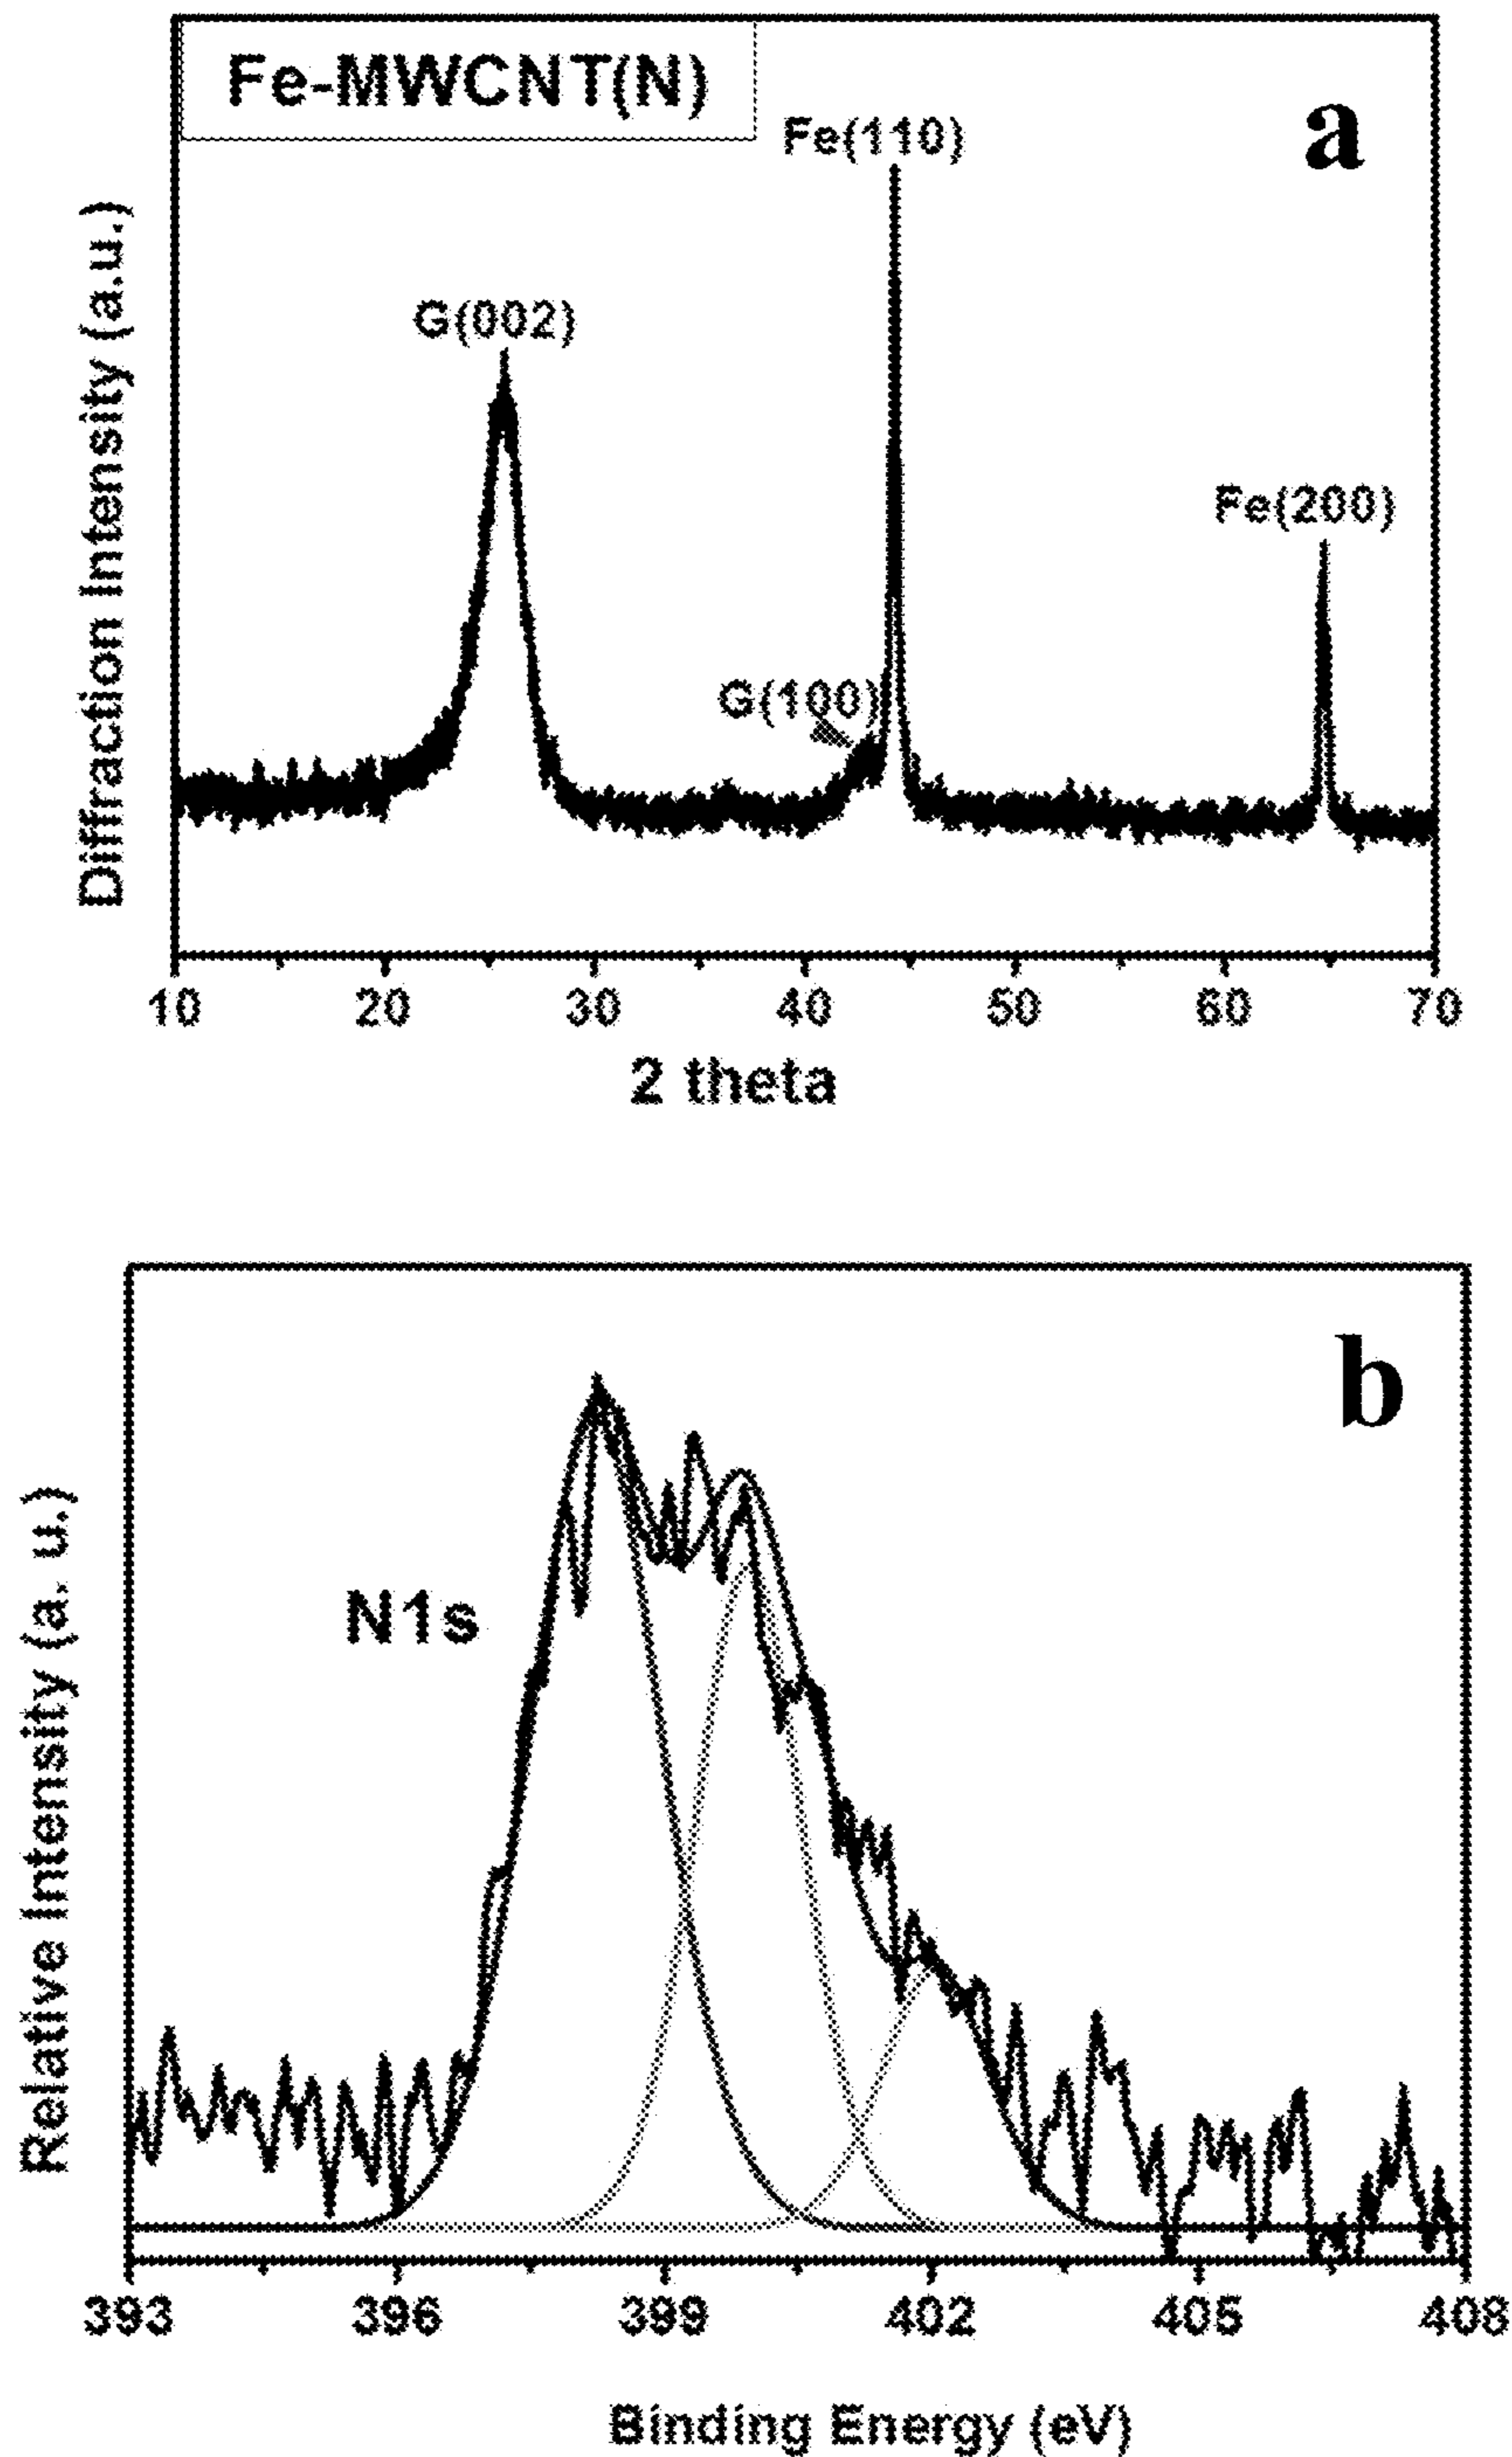 Fe-MWCNT(N)
a
Fe(110)
G(002)
Fe(200)
G(100)
Diffraction Intensity (a.u.)
10 20 30 40 50 60 70
2 theta
b
N1s
Relative Intensity (a. u.)
393 396 399 402 405 408
Binding Energy (eV)